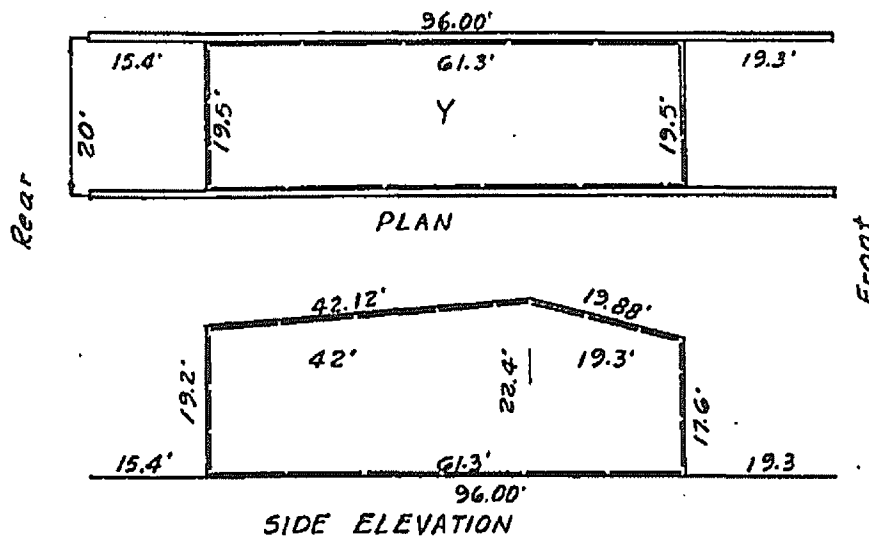 96.00'
15.4' 61.3' 19.3'
20' 19.5' Y 19.5'
Rear
PLAN
Front
42.12' 19.88'
42' 19.3'
19.2' 22.4' 17.6'
15.4' 61.3' 19.3
96.00'
SIDE ELEVATION